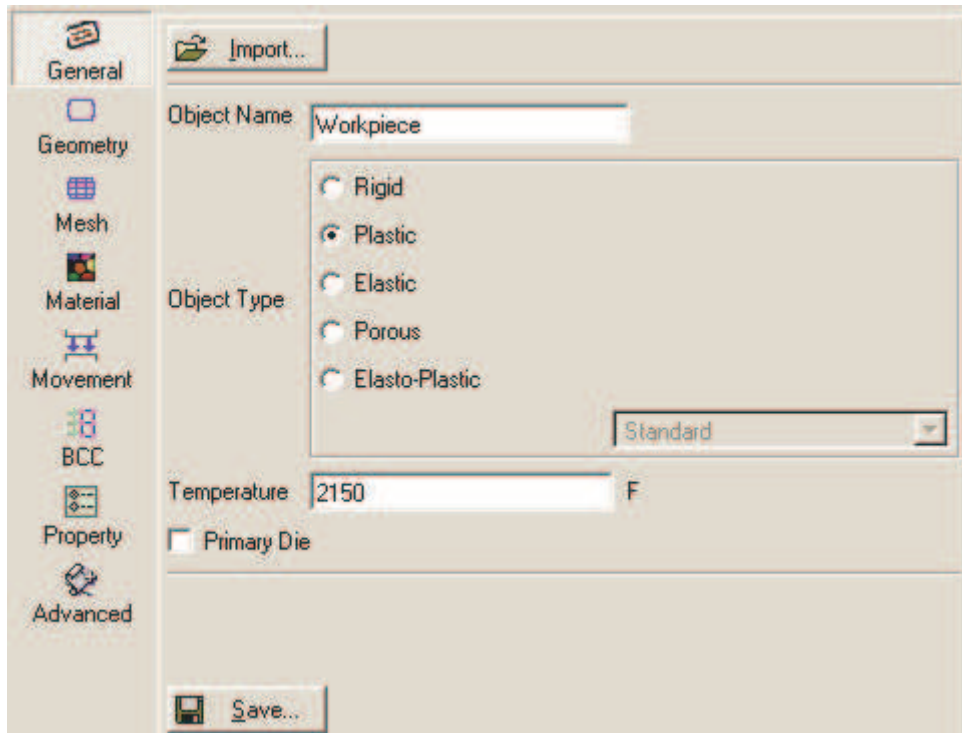 General
Import...
Geometry
Object Name
Workpiece
Mesh
Rigid
Plastic
Material
Object Type
Elastic
Porous
Movement
Elasto-Plastic
Standard
BCC
Temperature
2150
F
Property
Primary Die
Advanced
Save...